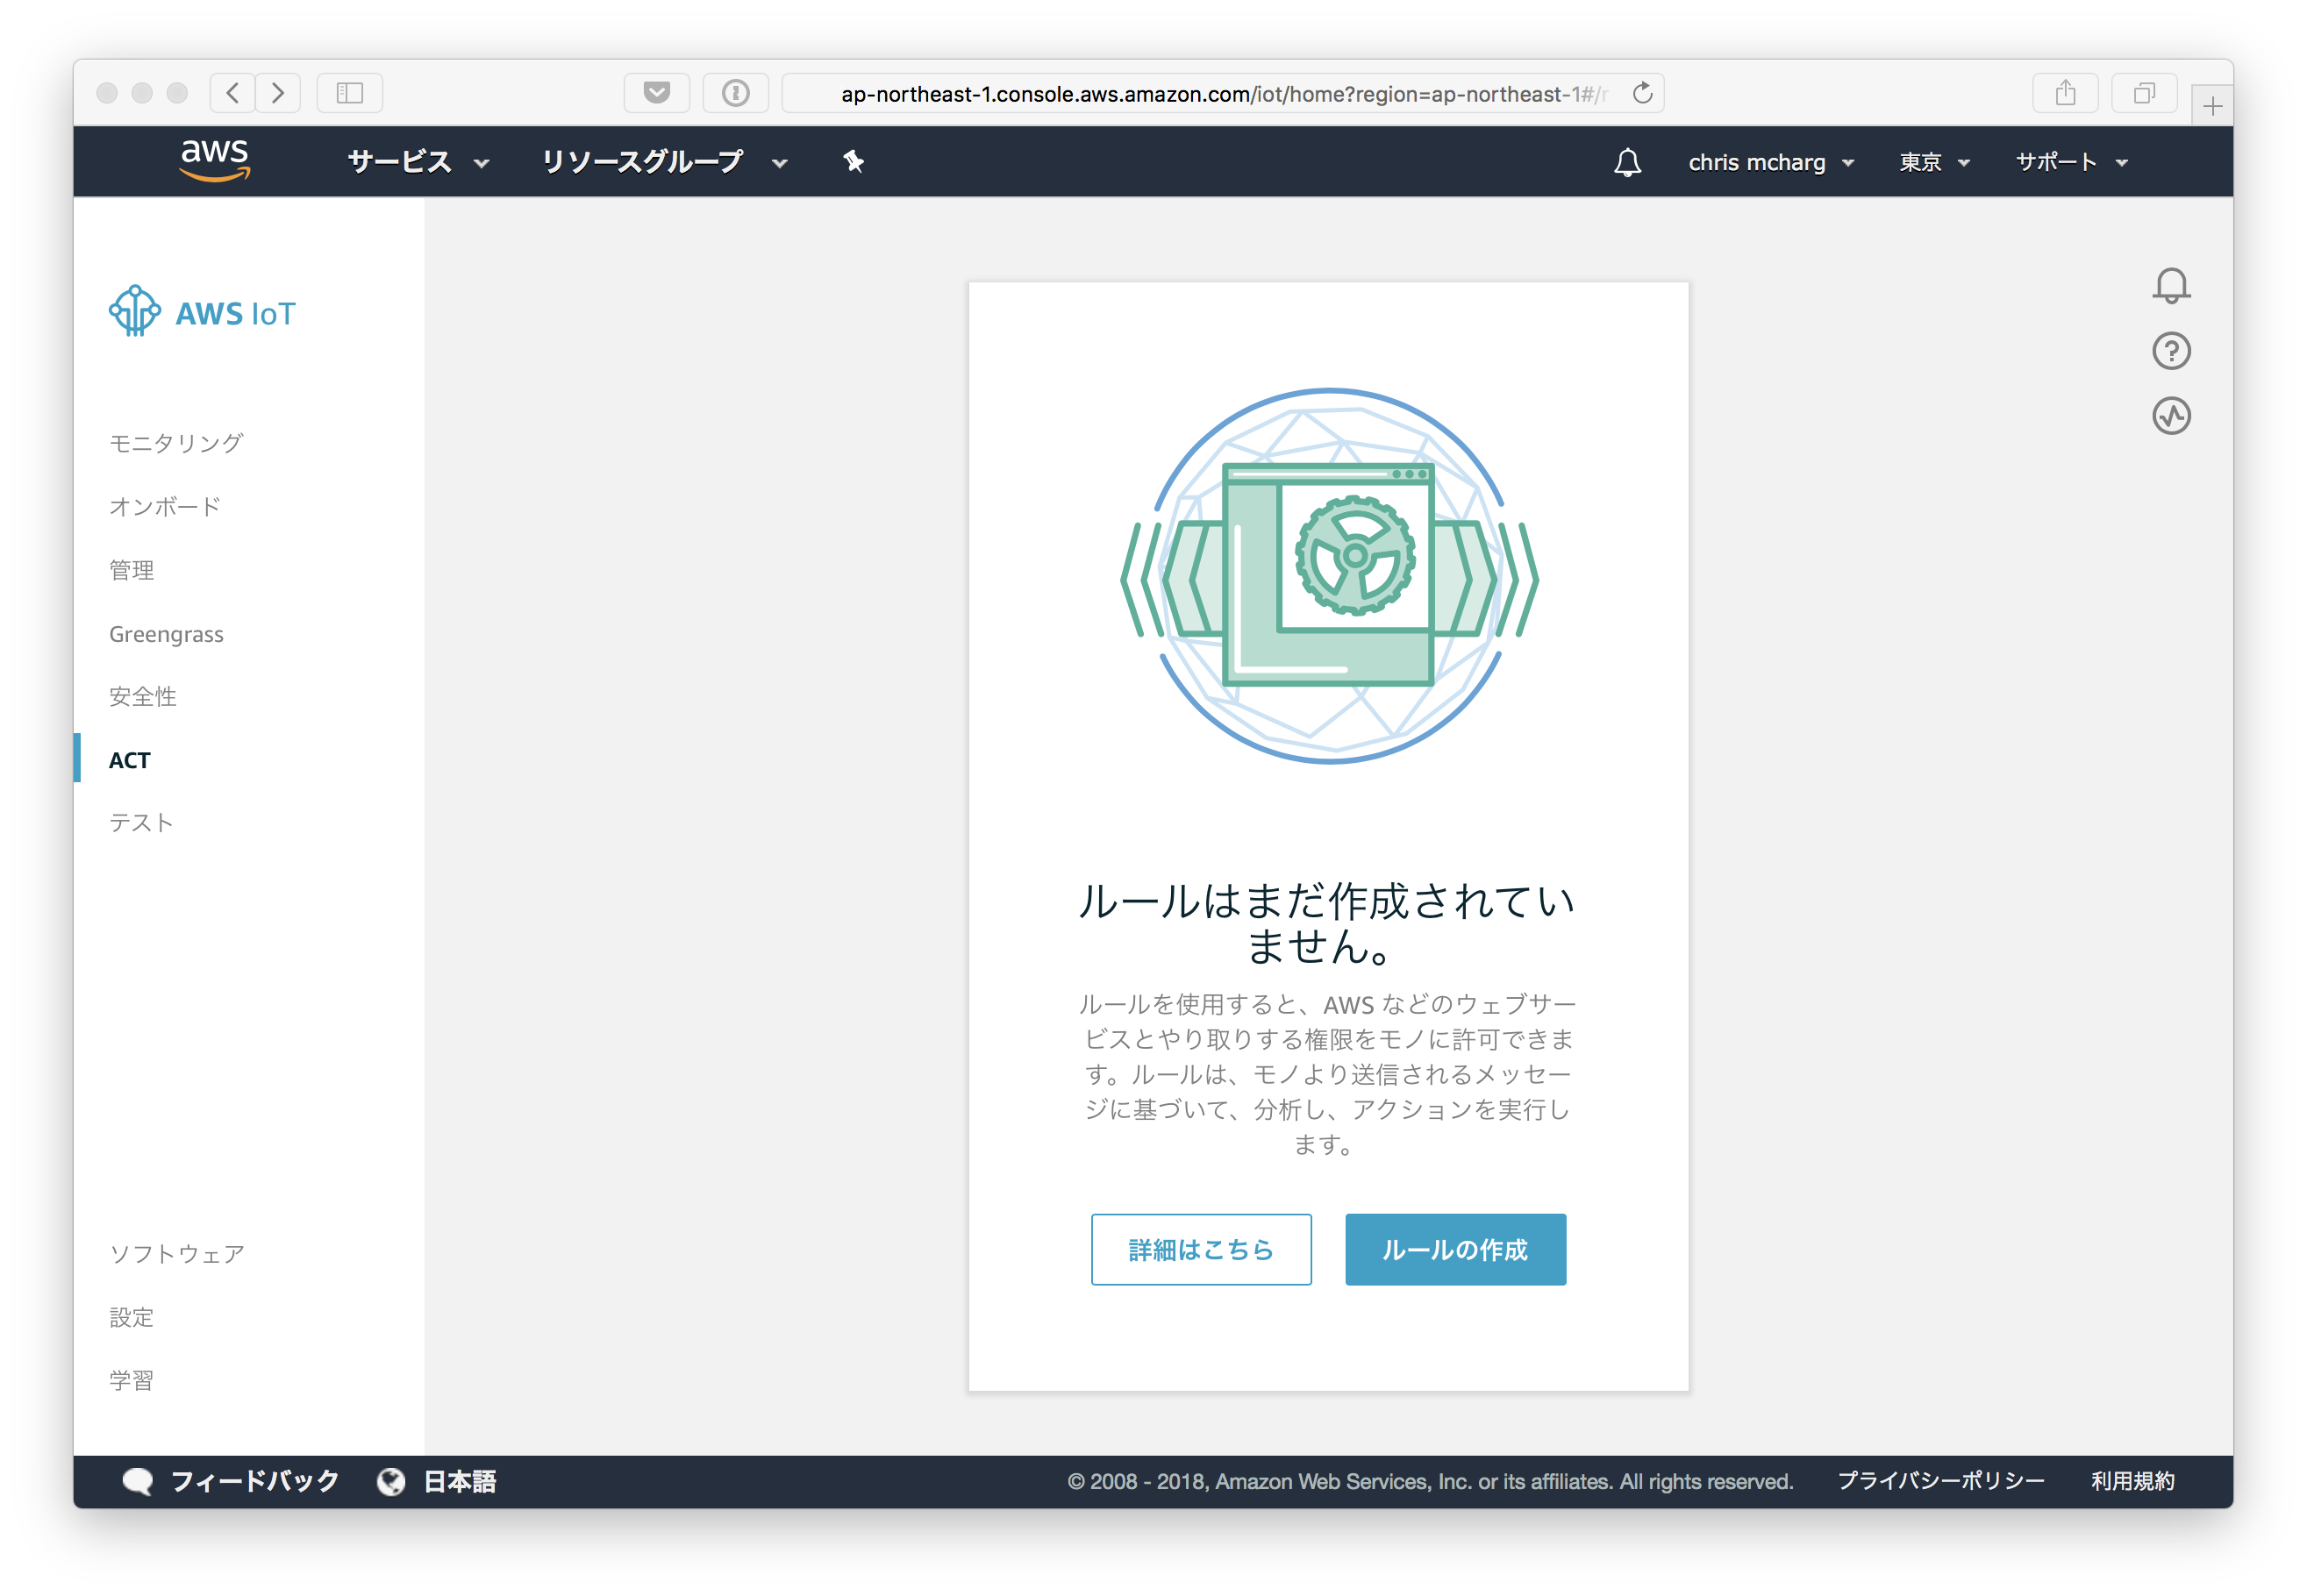 ap-northeast-1.console.aws.amazon.com/iot/home?region=ap-northeast-1#/r
aws サービス リソースグループ chris mcharg 東京 サポート
AWS IoT
モニタリング
オンボード
管理
Greengrass
安全性
ACT
テスト
ソフトウェア
設定
学習
ルールはまだ作成されてい
ません。
ルールを使用すると、AWS などのウェブサー
ビスとやり取りする権限をモノに許可できま
す。ルールは、モノより送信されるメッセー
ジに基づいて、分析し、アクションを実行し
ます。
詳細はこちら ルールの作成
フィードバック 日本語 © 2008 - 2018, Amazon Web Services, Inc. or its affiliates. All rights reserved. プライバシーポリシー 利用規約